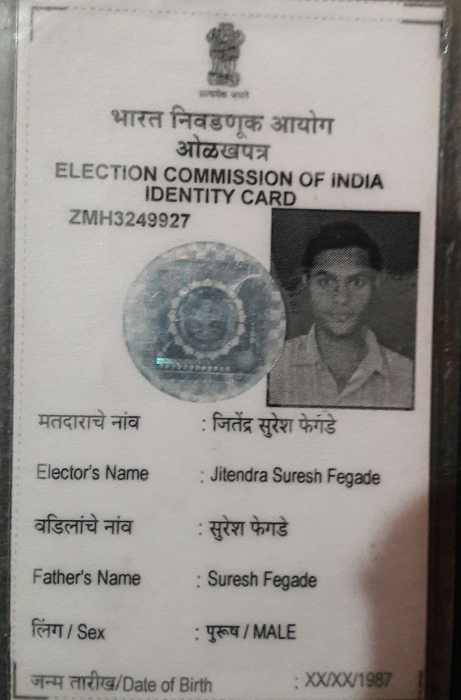 सत्यमेव जयते
भारत निवडणूक आयोग
ओळखपत्र
ELECTION COMMISSION OF INDIA
IDENTITY CARD
ZMH3249927
मतदाराचे नांव : जितेंद्र सुरेश फेगडे
Elector's Name : Jitendra Suresh Fegade
वडिलांचे नांव : सुरेश फेगडे
Father's Name : Suresh Fegade
लिंग / Sex : पुरूष / MALE
जन्म तारीख/Date of Birth : XX/XX/1987